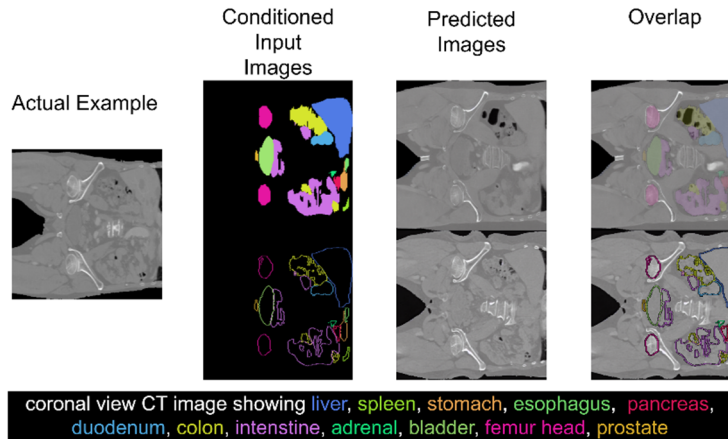 Conditioned
Input
Images
Predicted
Images
Overlap
Actual Example
coronal view CT image showing liver, spleen, stomach, esophagus, pancreas,
duodenum, colon, intenstine, adrenal, bladder, femur head, prostate